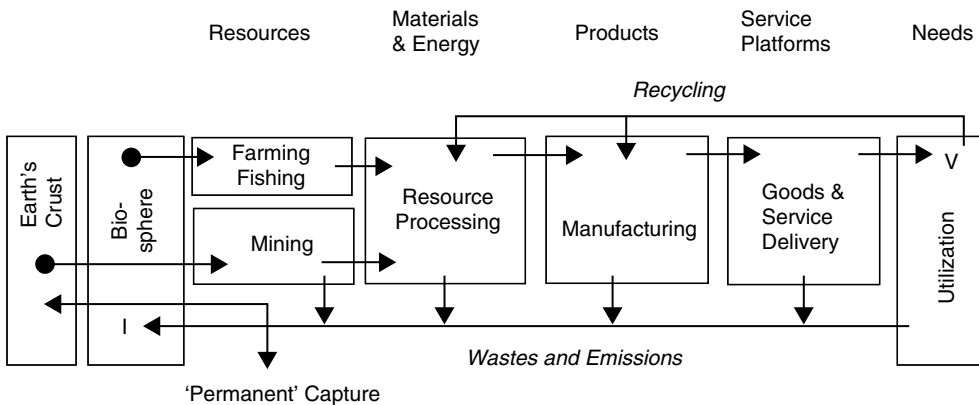 Resources
Materials
& Energy
Products
Service
Platforms
Needs
Recycling
Earth's
Crust
Bio-
sphere
Farming
Fishing
Mining
Resource
Processing
Manufacturing
Goods &
Service
Delivery
V
Utilization
I
Wastes and Emissions
‘Permanent’ Capture